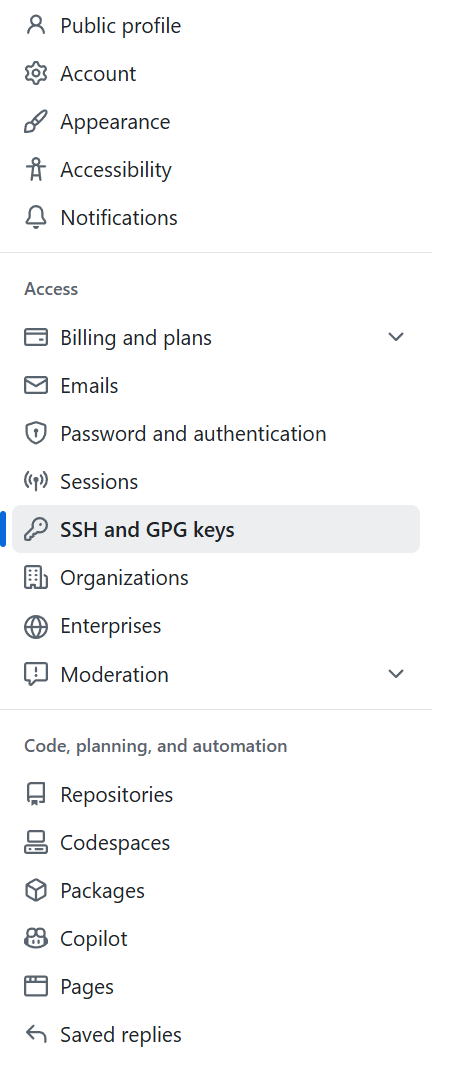 Public profile
Account
Appearance
Accessibility
Notifications
Access
Billing and plans
Emails
Password and authentication
Sessions
SSH and GPG keys
Organizations
Enterprises
Moderation
Code, planning, and automation
Repositories
Codespaces
Packages
Copilot
Pages
Saved replies